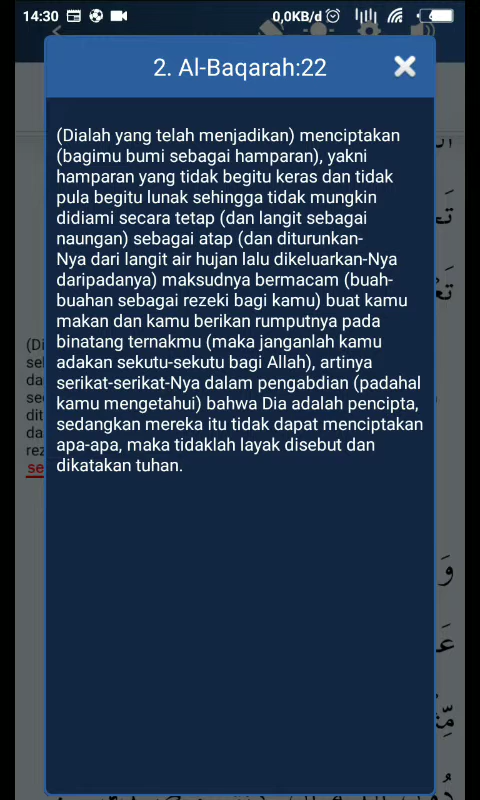 14:30
0,0KB/d
2. Al-Baqarah:22
(Dialah yang telah menjadikan) menciptakan
(bagimu bumi sebagai hamparan), yakni
hamparan yang tidak begitu keras dan tidak
pula begitu lunak sehingga tidak mungkin
didiami secara tetap (dan langit sebagai
naungan) sebagai atap (dan diturunkan-
Nya dari langit air hujan lalu dikeluarkan-Nya
daripadanya) maksudnya bermacam (buah-
buahan sebagai rezeki bagi kamu) buat kamu
makan dan kamu berikan rumputnya pada
binatang ternakmu (maka janganlah kamu
adakan sekutu-sekutu bagi Allah), artinya
serikat-serikat-Nya dalam pengabdian (padahal
kamu mengetahui) bahwa Dia adalah pencipta,
sedangkan mereka itu tidak dapat menciptakan
apa-apa, maka tidaklah layak disebut dan
dikatakan tuhan.